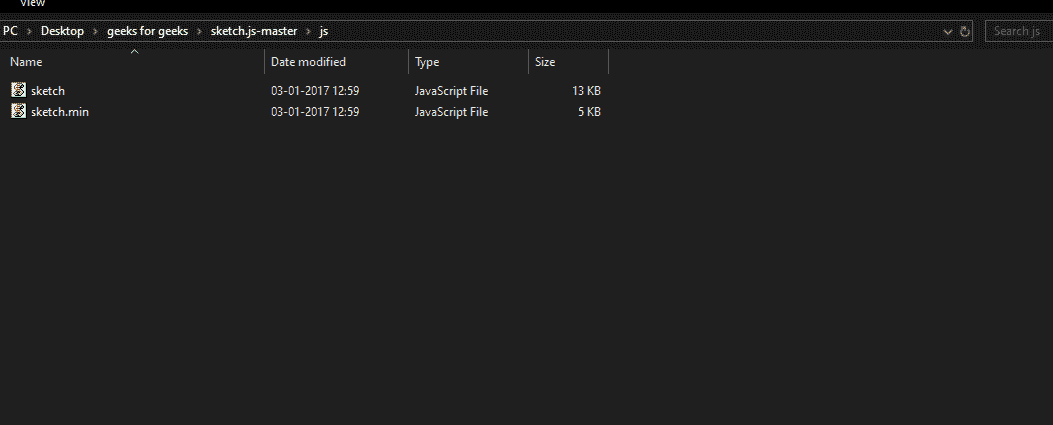 View
PC > Desktop > geeks for geeks > sketch.js-master > js
Search js
Name Date modified Type Size
sketch 03-01-2017 12:59 JavaScript File 13 KB
sketch.min 03-01-2017 12:59 JavaScript File 5 KB